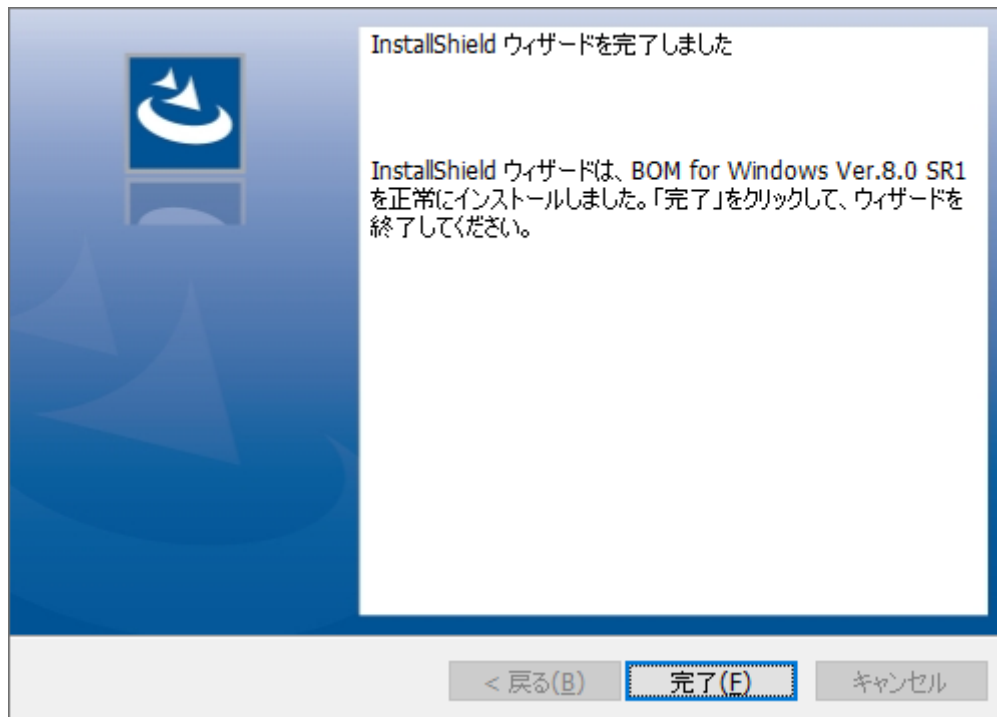 InstallShield ウィザードを完了しました
InstallShield ウィザードは、BOM for Windows Ver.8.0 SR1
を正常にインストールしました。「完了」をクリックして、ウィザードを
終了してください。
< 戻る(B)
完了(F)
キャンセル